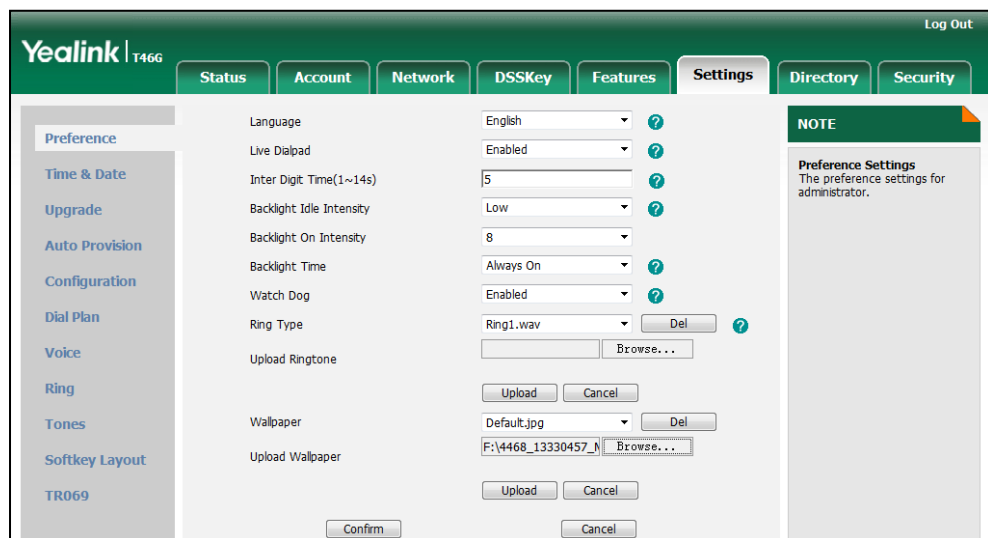 Log Out
Yealink | T46G
Status Account Network DSSKey Features Settings Directory Security
Preference
Time & Date
Upgrade
Auto Provision
Configuration
Dial Plan
Voice
Ring
Tones
Softkey Layout
TR069
Language English ?
Live Dialpad Enabled ?
Inter Digit Time(1~14s) 5 ?
Backlight Idle Intensity Low ?
Backlight On Intensity 8
Backlight Time Always On ?
Watch Dog Enabled ?
Ring Type Ring1.wav Del ?
Upload Ringtone Browse...
Upload Cancel
Wallpaper Default.jpg Del
Upload Wallpaper F:\4468_13330457_N Browse...
Upload Cancel
Confirm Cancel
NOTE
Preference Settings
The preference settings for
administrator.